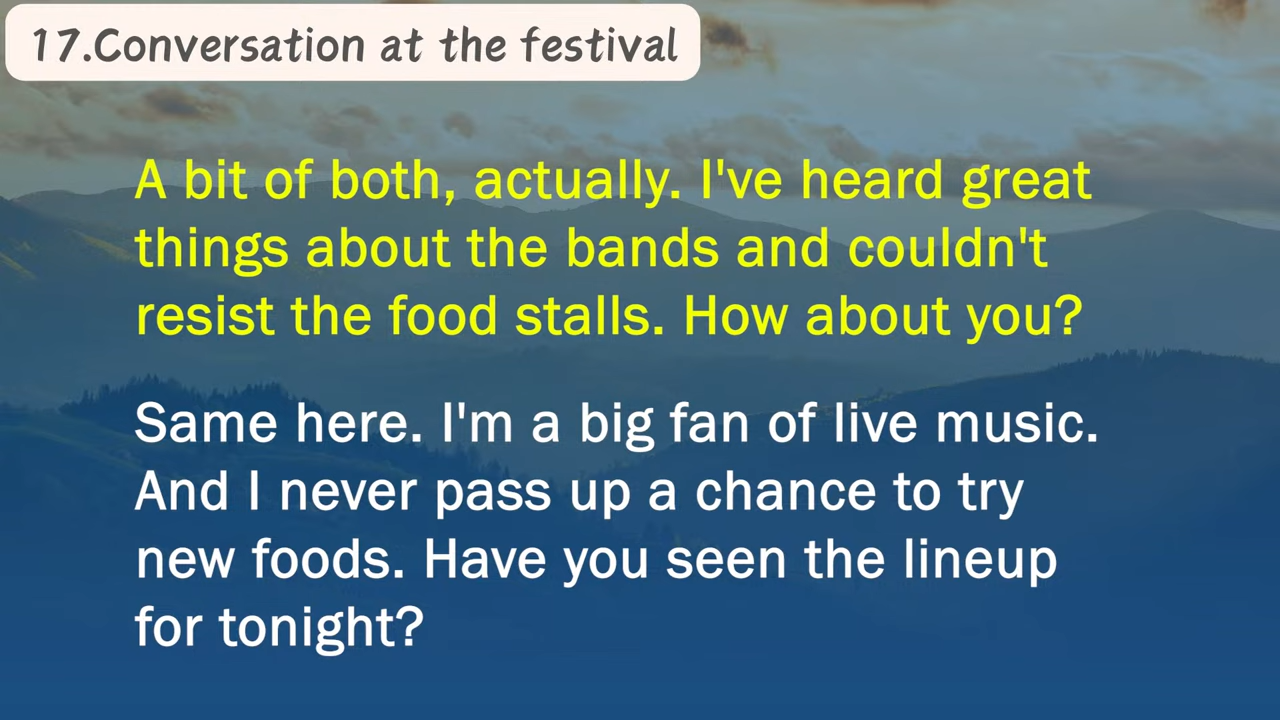 17.Conversation at the festival
A bit of both, actually. I've heard great
things about the bands and couldn't
resist the food stalls. How about you?
Same here. I'm a big fan of live music.
And I never pass up a chance to try
new foods. Have you seen the lineup
for tonight?